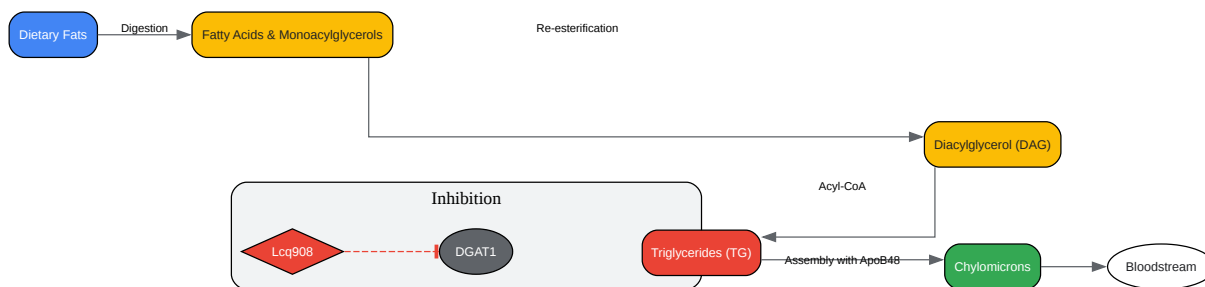 Dietary Fats
Digestion
Fatty Acids & Monoacylglycerols
Re-esterification
Diacylglycerol (DAG)
Acyl-CoA
Inhibition
Lcq908
DGAT1
Triglycerides (TG)
Assembly with ApoB48
Chylomicrons
Bloodstream